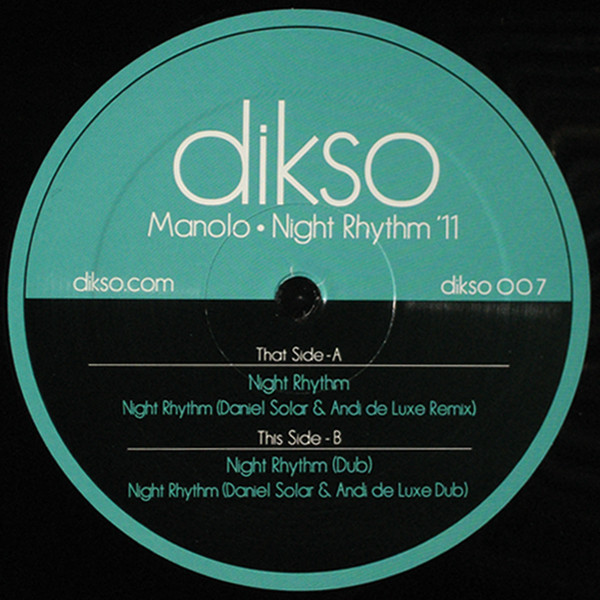 dikso
Manolo • Night Rhythm '11
dikso.com
dikso 007
That Side - A
Night Rhythm
Night Rhythm (Daniel Solar & Andi de Luxe Remix)
This Side - B
Night Rhythm (Dub)
Night Rhythm (Daniel Solar & Andi de Luxe Dub)